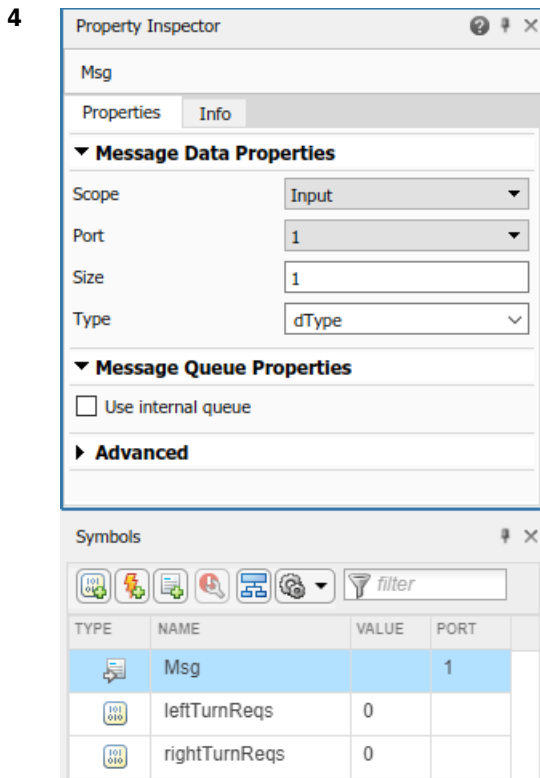 4
Property Inspector
Msg
Properties Info
Message Data Properties
Scope Input
Port 1
Size 1
Type dType
Message Queue Properties
Use internal queue
Advanced
Symbols
filter
TYPE NAME VALUE PORT
Msg 1
leftTurnReqs 0
rightTurnReqs 0